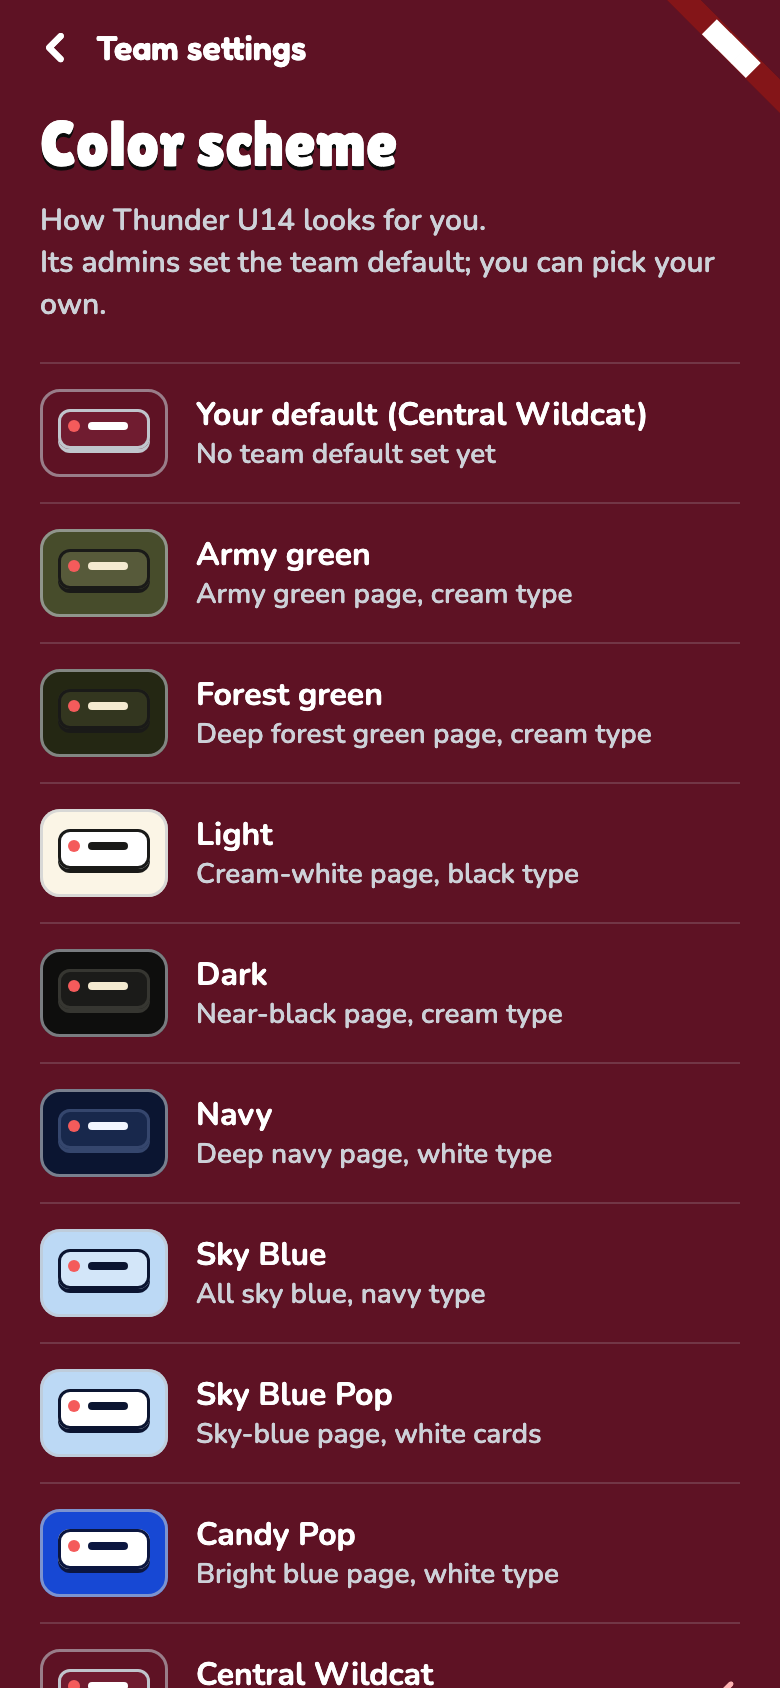 Team settings
Color scheme
How Thunder U14 looks for you.
Its admins set the team default; you can pick your
own.
Your default (Central Wildcat)
No team default set yet
Army green
Army green page, cream type
Forest green
Deep forest green page, cream type
Light
Cream-white page, black type
Dark
Near-black page, cream type
Navy
Deep navy page, white type
Sky Blue
All sky blue, navy type
Sky Blue Pop
Sky-blue page, white cards
Candy Pop
Bright blue page, white type
Central Wildcat